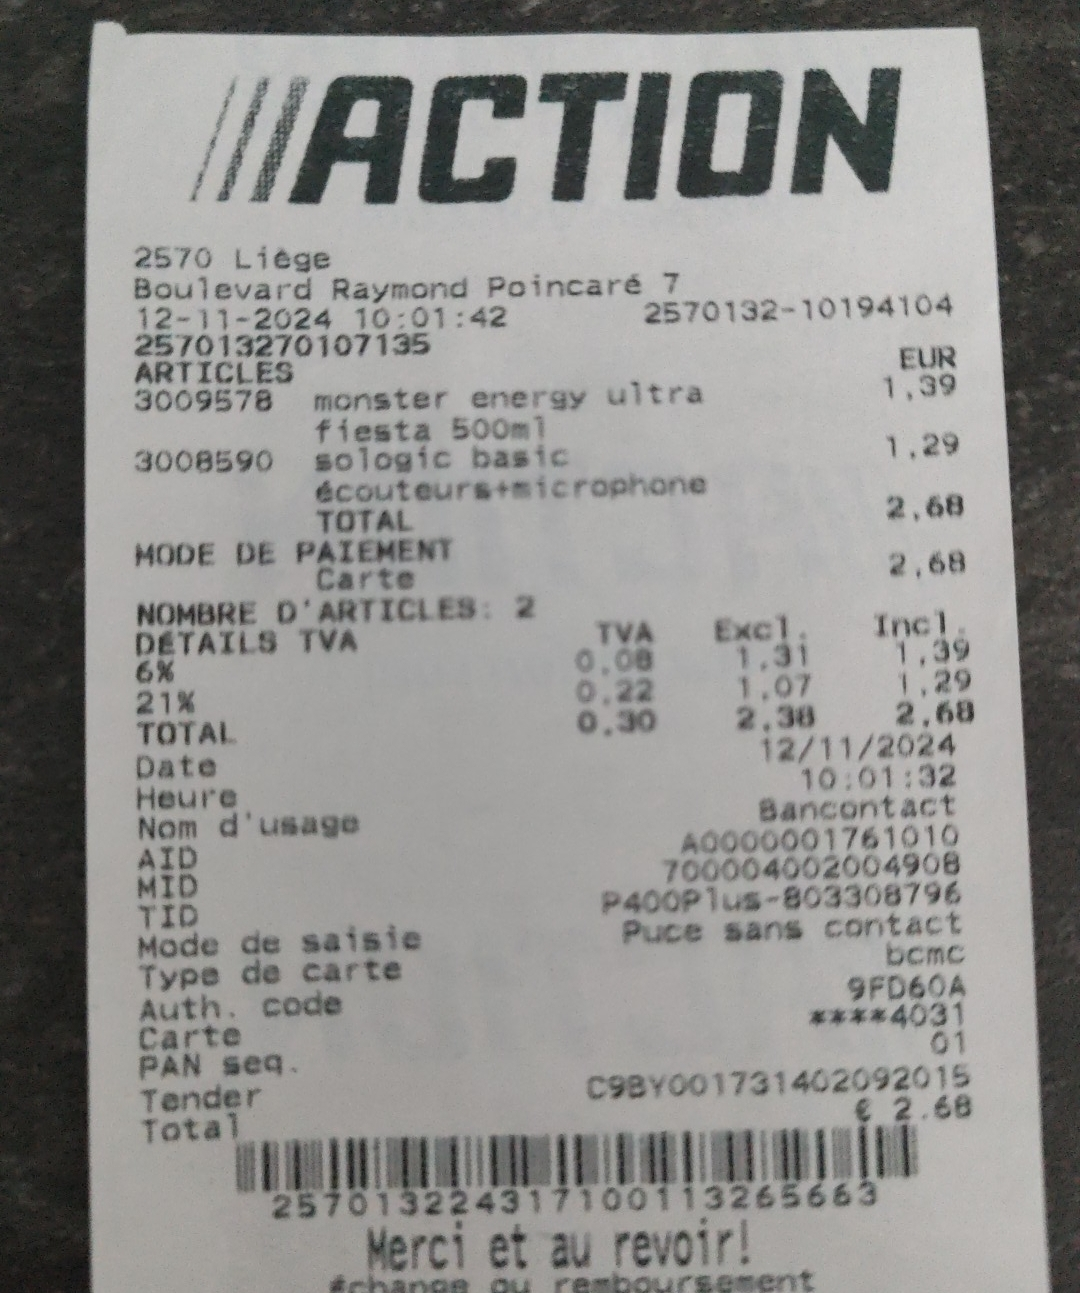 ACTION
2570 Liège
Boulevard Raymond Poincaré 7
12-11-2024 10:01:42 2570132-10194104
257013270107135
ARTICLES EUR
3009578 monster energy ultra 1,39
fiesta 500ml
3008590 sologic basic 1,29
écouteurs+microphone
TOTAL 2,68
MODE DE PAIEMENT
Carte 2,68
NOMBRE D'ARTICLES: 2
DÉTAILS TVA TVA Excl. Incl.
6% 0,08 1,31 1,39
21% 0,22 1,07 1,29
TOTAL 0,30 2,38 2,68
Date 12/11/2024
Heure 10:01:32
Nom d'usage Bancontact
AID A0000001761010
MID 700004002004908
TID P400Plus-803308796
Mode de saisie Puce sans contact
Type de carte bcmc
Auth. code 9FD60A
Carte ****4031
PAN seq. 01
Tender C9BY001731402092015
Total € 2.68
257013224317100113265663
Merci et au revoir!
échange ou remboursement